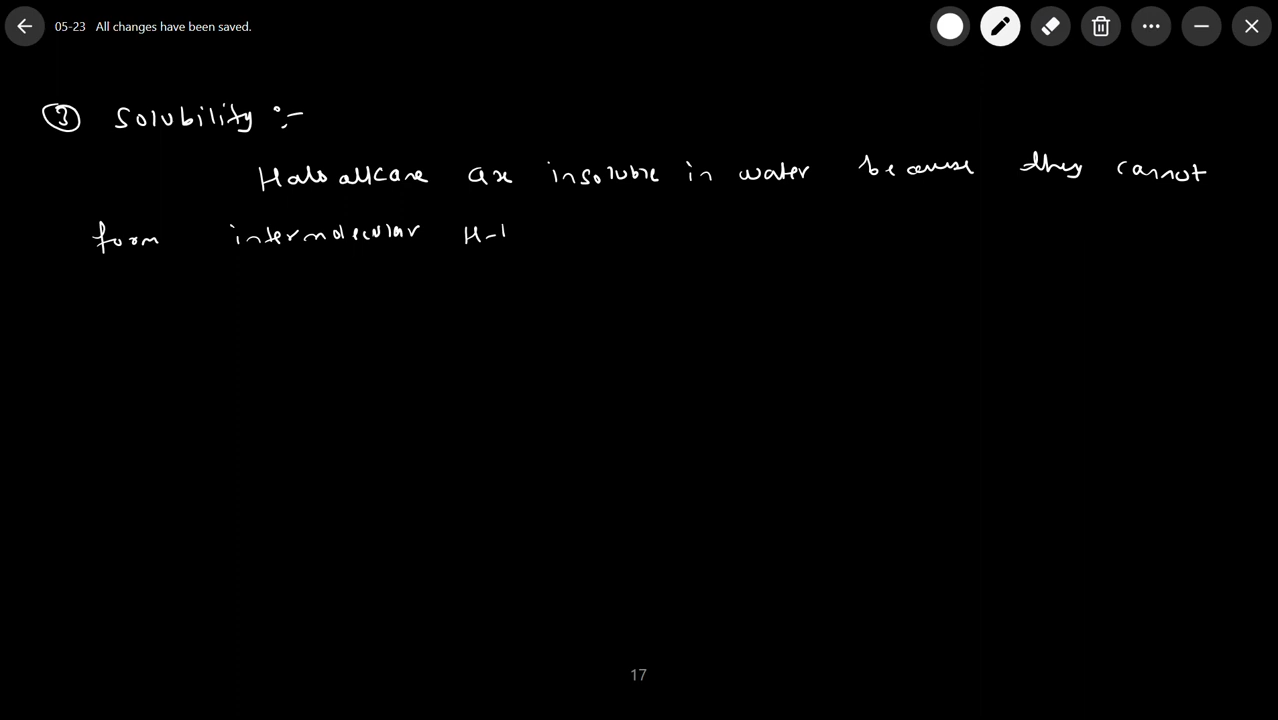 05-23 All changes have been saved.
③ Solubility :-
Halo alkane are insoluble in water because they cannot
form intermolecular H-
17